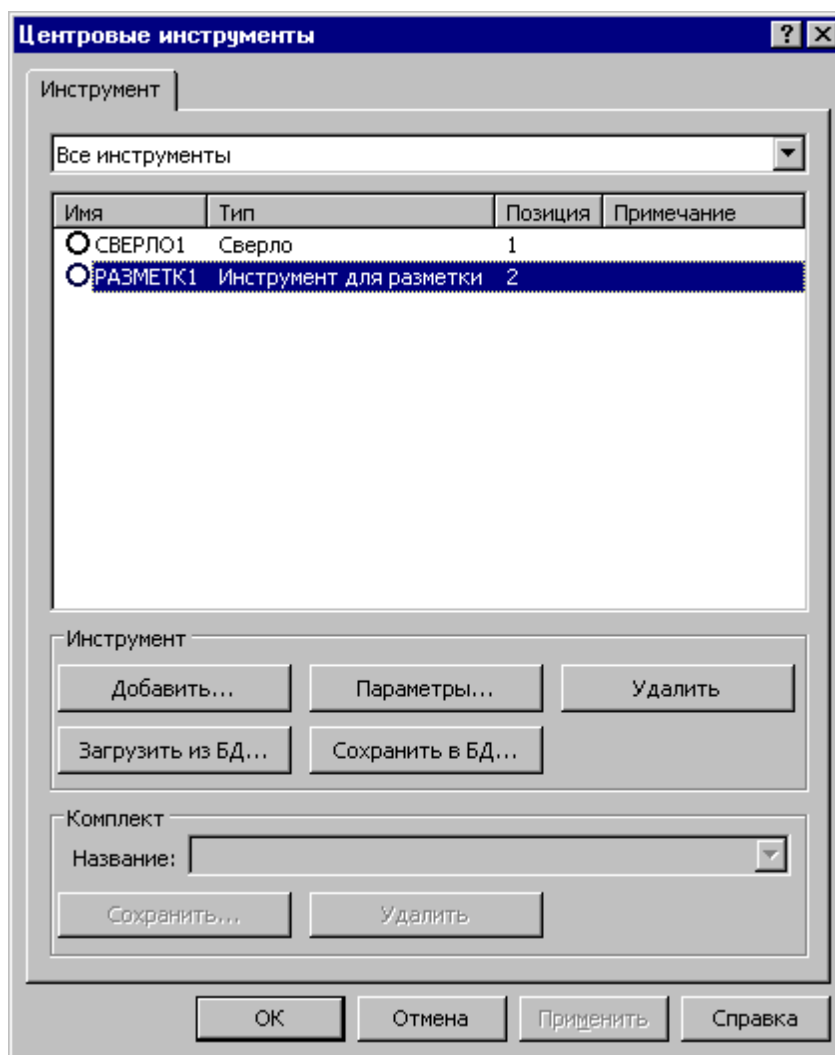 Центровые инструменты
Инструмент
Все инструменты
Имя Тип Позиция Примечание
СВЕРЛО1 Сверло 1
РАЗМЕТК1 Инструмент для разметки 2
Инструмент
Добавить... Параметры... Удалить
Загрузить из БД... Сохранить в БД...
Комплект
Название:
Сохранить... Удалить
ОК Отмена Применить Справка